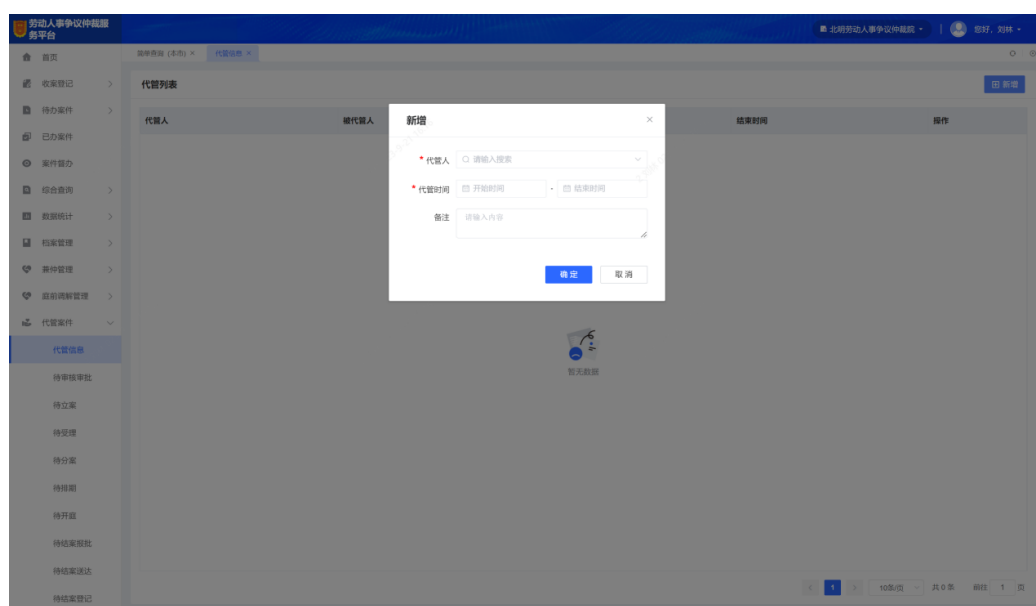 劳动人事争议仲裁服
务平台
北明劳动人事争议仲裁院
您好，刘林
首页
收案登记
待办案件
已办案件
案件督办
综合查询
数据统计
档案管理
兼仲管理
庭前调解管理
代管案件
代管信息
待审核审批
待立案
待受理
待分案
待排期
待开庭
待结案报批
待结案送达
待结案登记
(本市) ×
代管信息 ×
代管列表
新增
代管人
被代管人
结束时间
操作
新增
×
* 代管人
请输入搜索
* 代管时间
开始时间
-
结束时间
备注
请输入内容
确定
取消
暂无数据
1
10条/页
共 0 条
前往
1
页